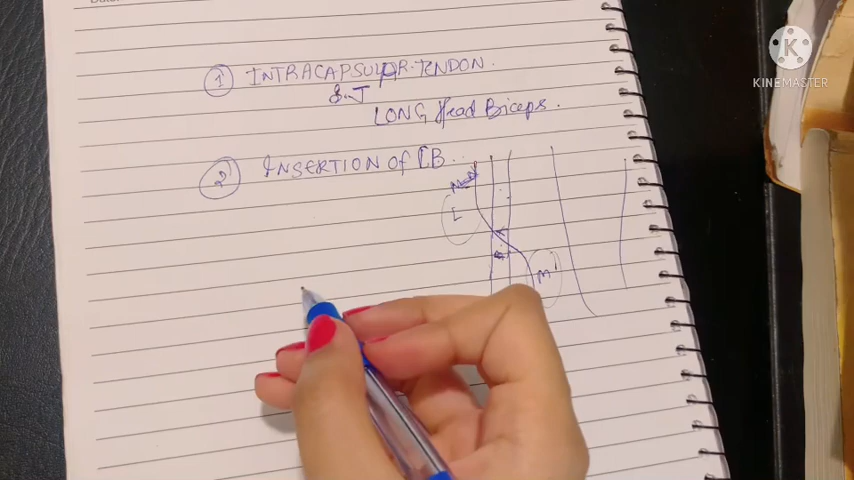 ① INTRACAPSULAR TENDON.
LONG Head Biceps.
② INSERTION of CB..
L
M
K
KINEMASTER